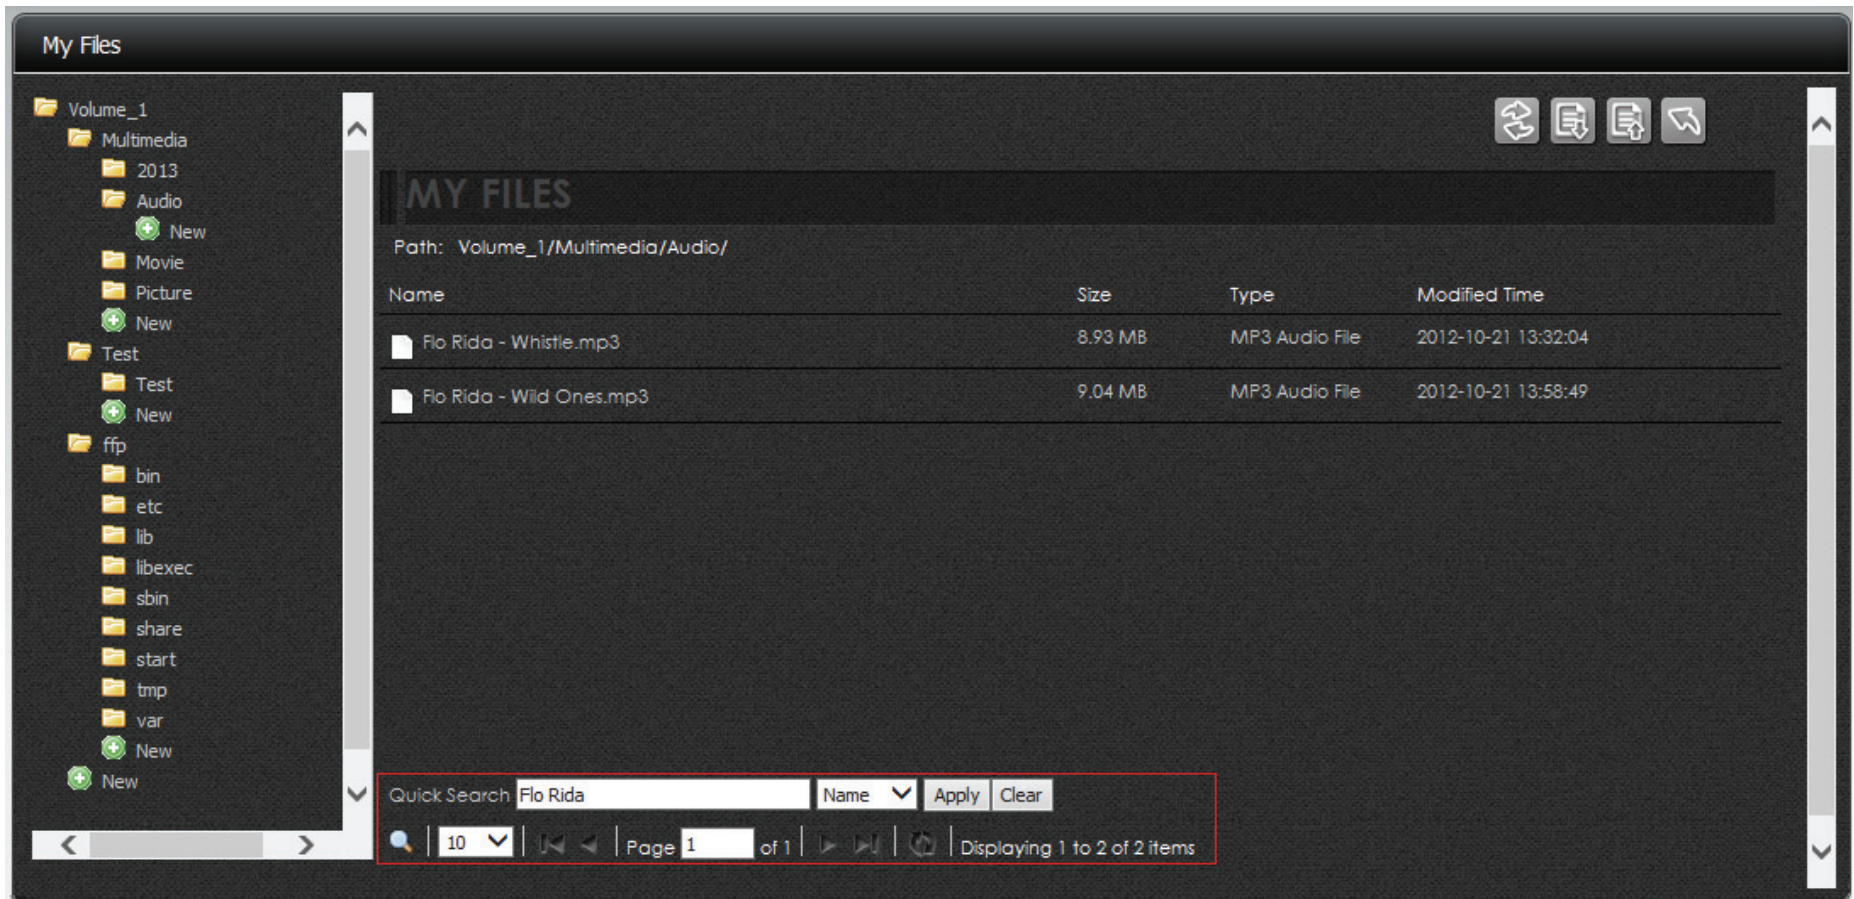 My Files
Volume_1
Multimedia
2013
Audio
New
Movie
Picture
New
Test
Test
New
ffp
bin
etc
lib
libexec
sbin
share
start
tmp
var
New
New
MY FILES
Path: Volume_1/Multimedia/Audio/
Name Size Type Modified Time
Flo Rida - Whistle.mp3 8.93 MB MP3 Audio File 2012-10-21 13:32:04
Flo Rida - Wild Ones.mp3 9.04 MB MP3 Audio File 2012-10-21 13:58:49
Quick Search Flo Rida Name Apply Clear
10 Page 1 of 1 Displaying 1 to 2 of 2 items